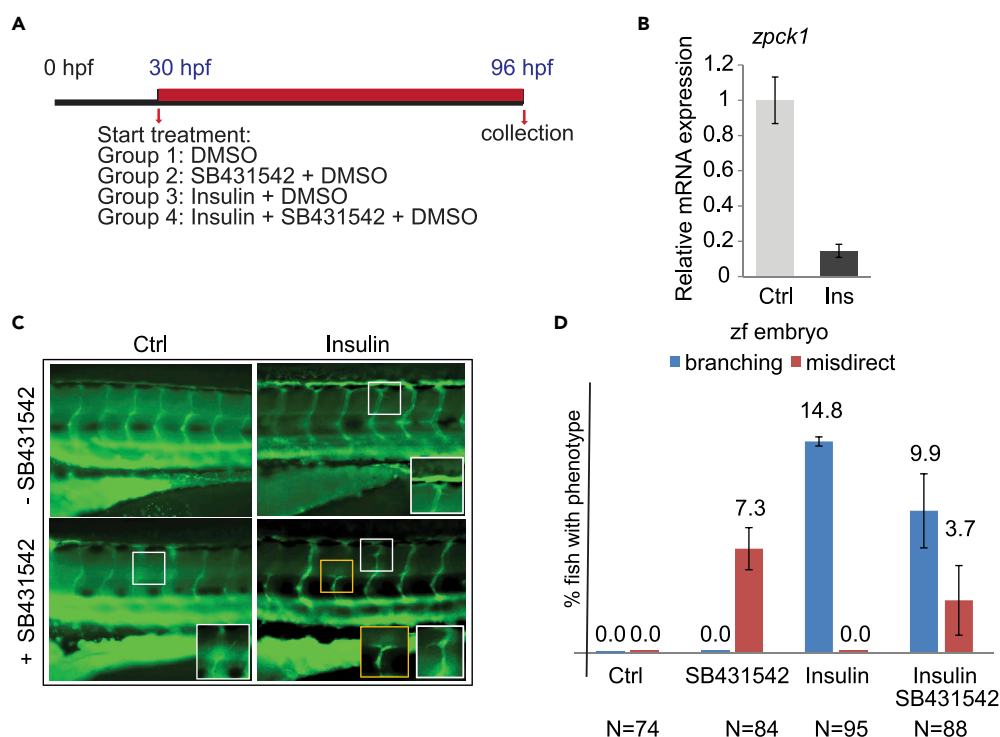 A
0 hpf
30 hpf
96 hpf
Start treatment:
collection
Group 1: DMSO
Group 2: SB431542 + DMSO
Group 3: Insulin + DMSO
Group 4: Insulin + SB431542 + DMSO
B
zpck1
Relative mRNA expression
1.2
1
0.8
0.6
0.4
0.2
0
Ctrl
Ins
C
Ctrl
Insulin
- SB431542
+ SB431542
D
zf embryo
branching
misdirect
% fish with phenotype
0.0
0.0
0.0
7.3
14.8
0.0
9.9
3.7
Ctrl
SB431542
Insulin
Insulin
SB431542
N=74
N=84
N=95
N=88